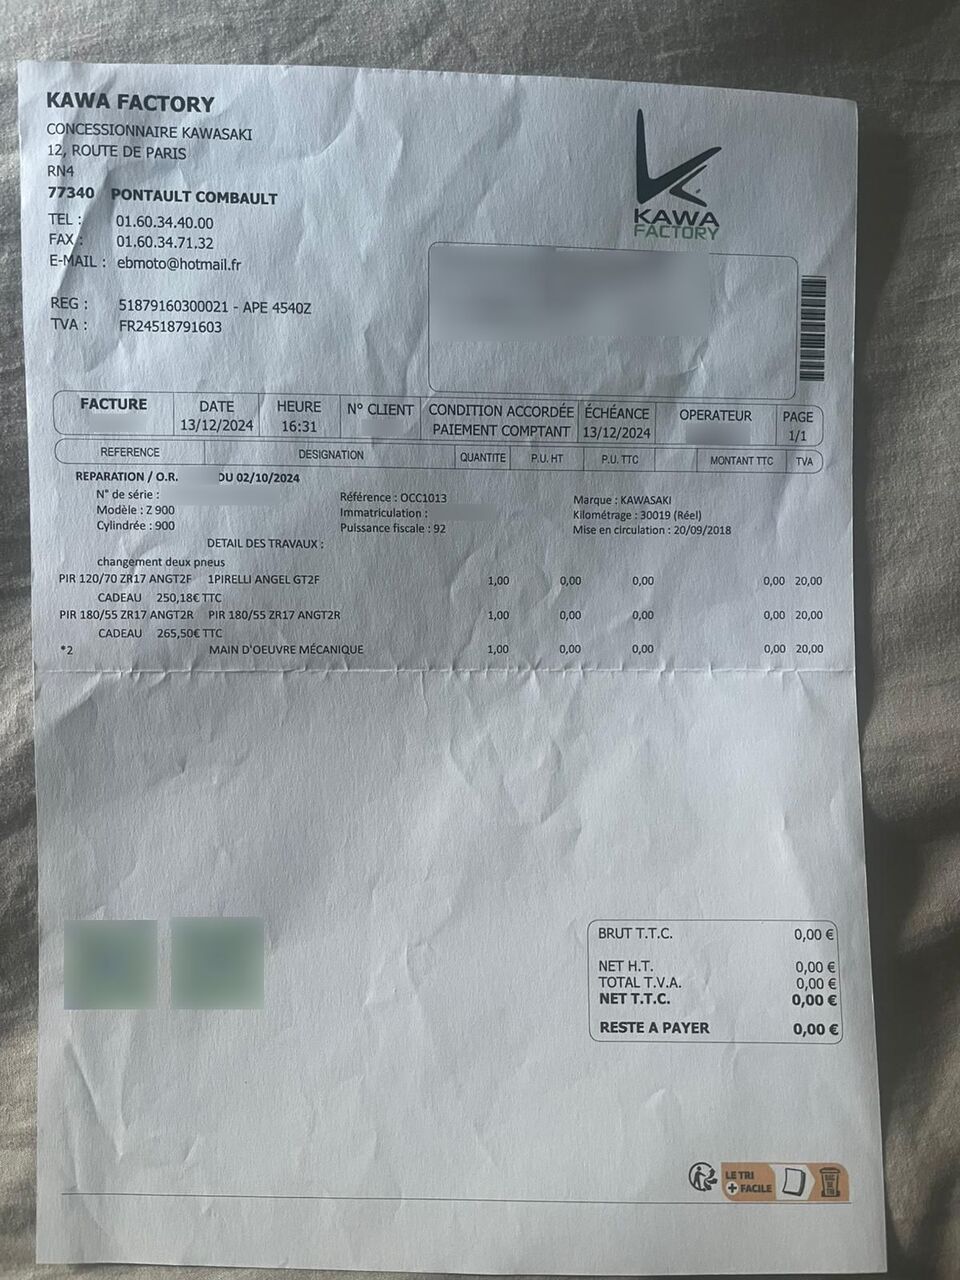 KAWA FACTORY
CONCESSIONNAIRE KAWASAKI
12, ROUTE DE PARIS
RN4
77340 PONTAULT COMBAULT
TEL : 01.60.34.40.00
FAX : 01.60.34.71.32
E-MAIL : ebmoto@hotmail.fr
REG : 51879160300021 - APE 4540Z
TVA : FR24518791603
KAWA
FACTORY
FACTURE DATE HEURE N° CLIENT CONDITION ACCORDÉE ÉCHÉANCE OPERATEUR PAGE
13/12/2024 16:31 PAIEMENT COMPTANT 13/12/2024 1/1
REFERENCE DESIGNATION QUANTITE P.U. HT P.U. TTC MONTANT TTC TVA
REPARATION / O.R. DU 02/10/2024
N° de série : Référence : OCC1013 Marque : KAWASAKI
Modèle : Z 900 Immatriculation : Kilométrage : 30019 (Réel)
Cylindrée : 900 Puissance fiscale : 92 Mise en circulation : 20/09/2018
DETAIL DES TRAVAUX :
changement deux pneus
PIR 120/70 ZR17 ANGT2F 1PIRELLI ANGEL GT2F 1,00 0,00 0,00 0,00 20,00
CADEAU 250,18€ TTC
PIR 180/55 ZR17 ANGT2R PIR 180/55 ZR17 ANGT2R 1,00 0,00 0,00 0,00 20,00
CADEAU 265,50€ TTC
*2 MAIN D'OEUVRE MÉCANIQUE 1,00 0,00 0,00 0,00 20,00
BRUT T.T.C. 0,00 €
NET H.T. 0,00 €
TOTAL T.V.A. 0,00 €
NET T.T.C. 0,00 €
RESTE A PAYER 0,00 €
LE TRI
+ FACILE
BAC
DE
TRI